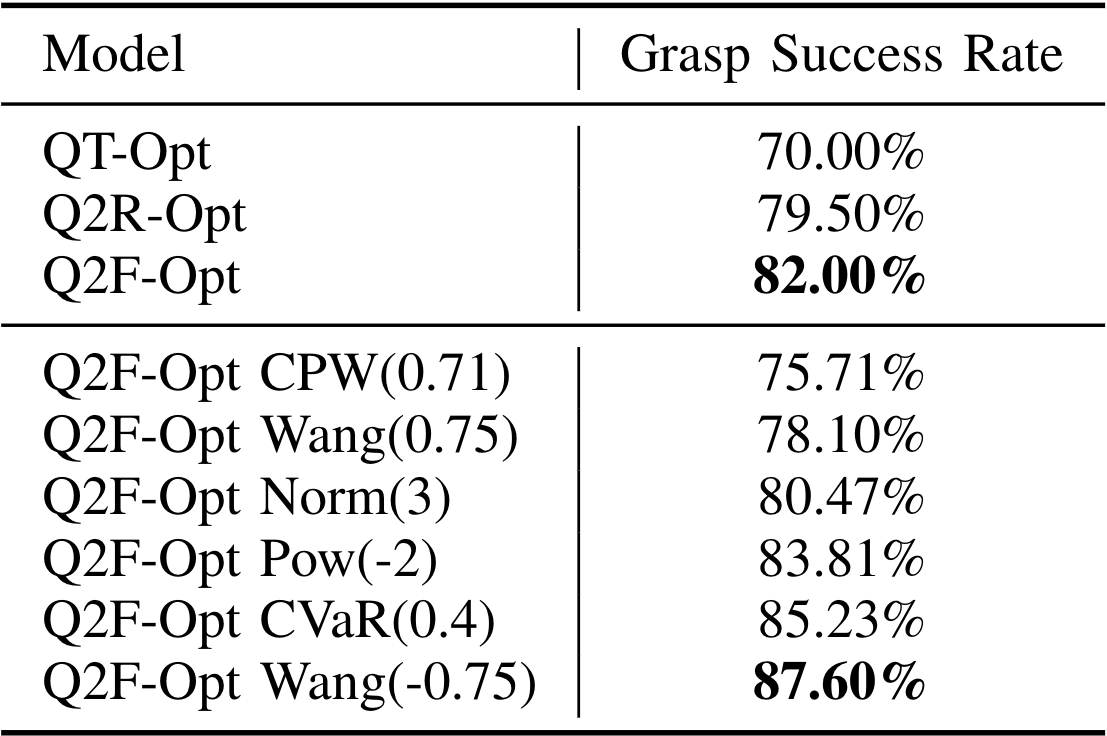 Model Grasp Success Rate
QT-Opt 70.00%
Q2R-Opt 79.50%
Q2F-Opt 82.00%
Q2F-Opt CPW(0.71) 75.71%
Q2F-Opt Wang(0.75) 78.10%
Q2F-Opt Norm(3) 80.47%
Q2F-Opt Pow(-2) 83.81%
Q2F-Opt CVaR(0.4) 85.23%
Q2F-Opt Wang(-0.75) 87.60%